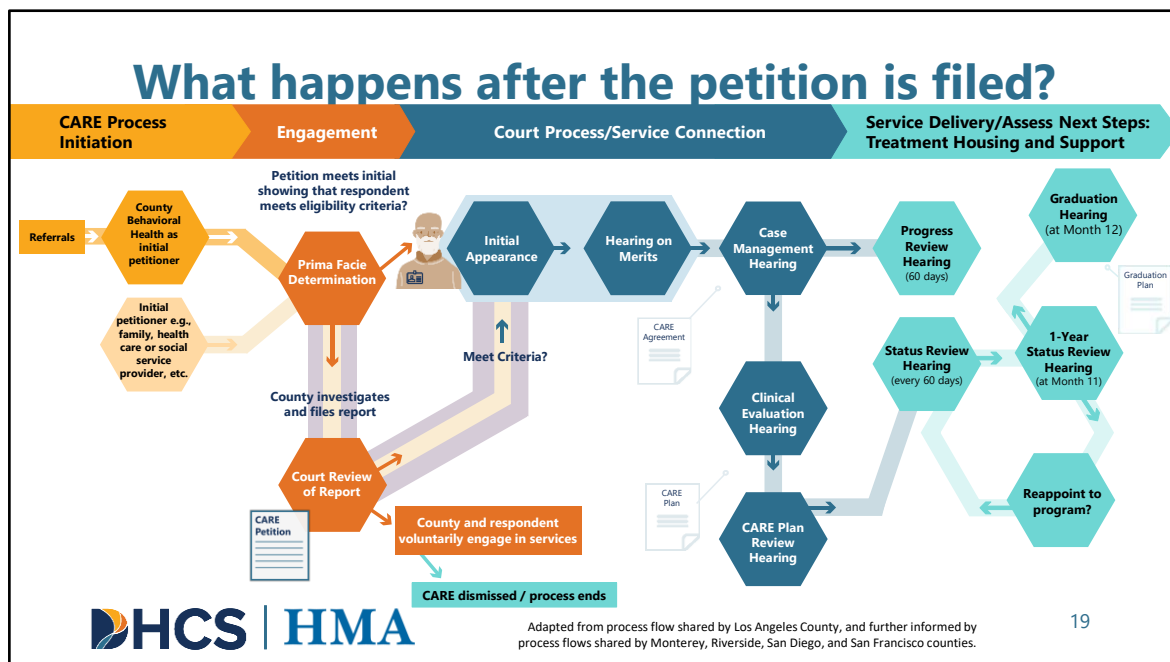 What happens after the petition is filed?
CARE Process
Initiation
Engagement
Court Process/Service Connection
Service Delivery/Assess Next Steps:
Treatment Housing and Support
Petition meets initial
showing that respondent
meets eligibility criteria?
Referrals
County
Behavioral
Health as
initial
petitioner
Initial
petitioner e.g.,
family, health
care or social
service
provider, etc.
Prima Facie
Determination
Initial
Appearance
Hearing on
Merits
Case
Management
Hearing
Progress
Review
Hearing
(60 days)
Graduation
Hearing
(at Month 12)
Graduation
Plan
CARE
Agreement
Meet Criteria?
County investigates
and files report
Status Review
Hearing
(every 60 days)
1-Year
Status Review
Hearing
(at Month 11)
Clinical
Evaluation
Hearing
Court Review
of Report
CARE
Petition
CARE
Plan
CARE Plan
Review
Hearing
Reappoint to
program?
County and respondent
voluntarily engage in services
CARE dismissed / process ends
DHCS
HMA
Adapted from process flow shared by Los Angeles County, and further informed by
process flows shared by Monterey, Riverside, San Diego, and San Francisco counties.
19